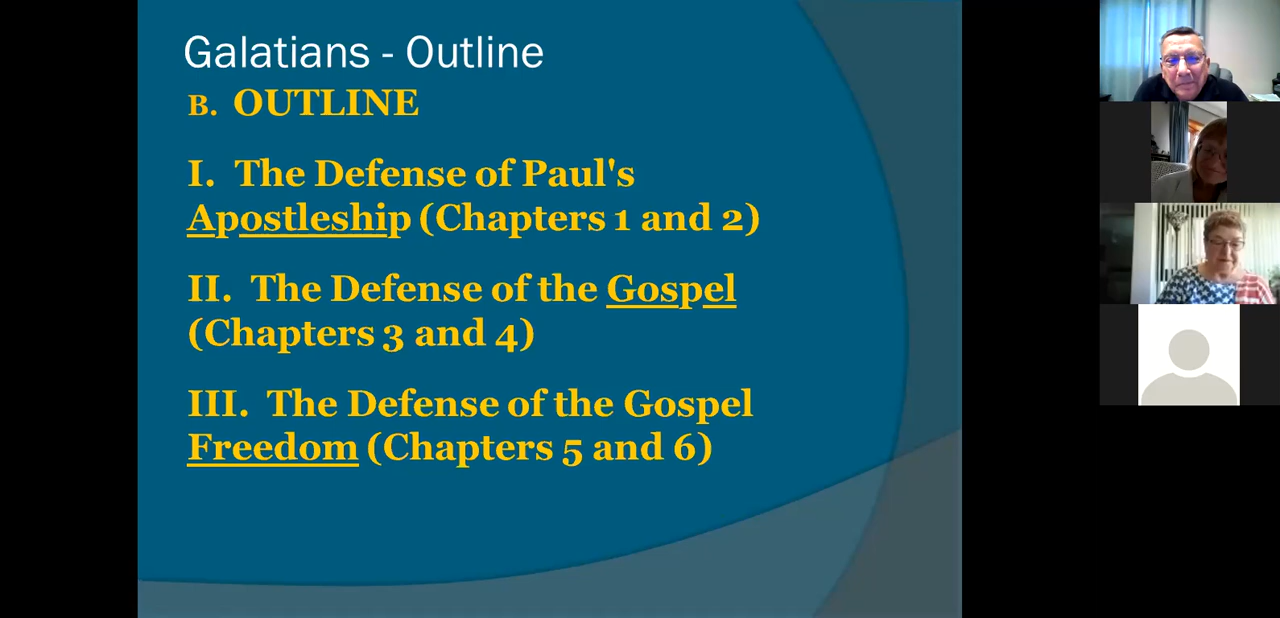 Galatians - Outline
B. OUTLINE
I. The Defense of Paul's
Apostleship (Chapters 1 and 2)
II. The Defense of the Gospel
(Chapters 3 and 4)
III. The Defense of the Gospel
Freedom (Chapters 5 and 6)